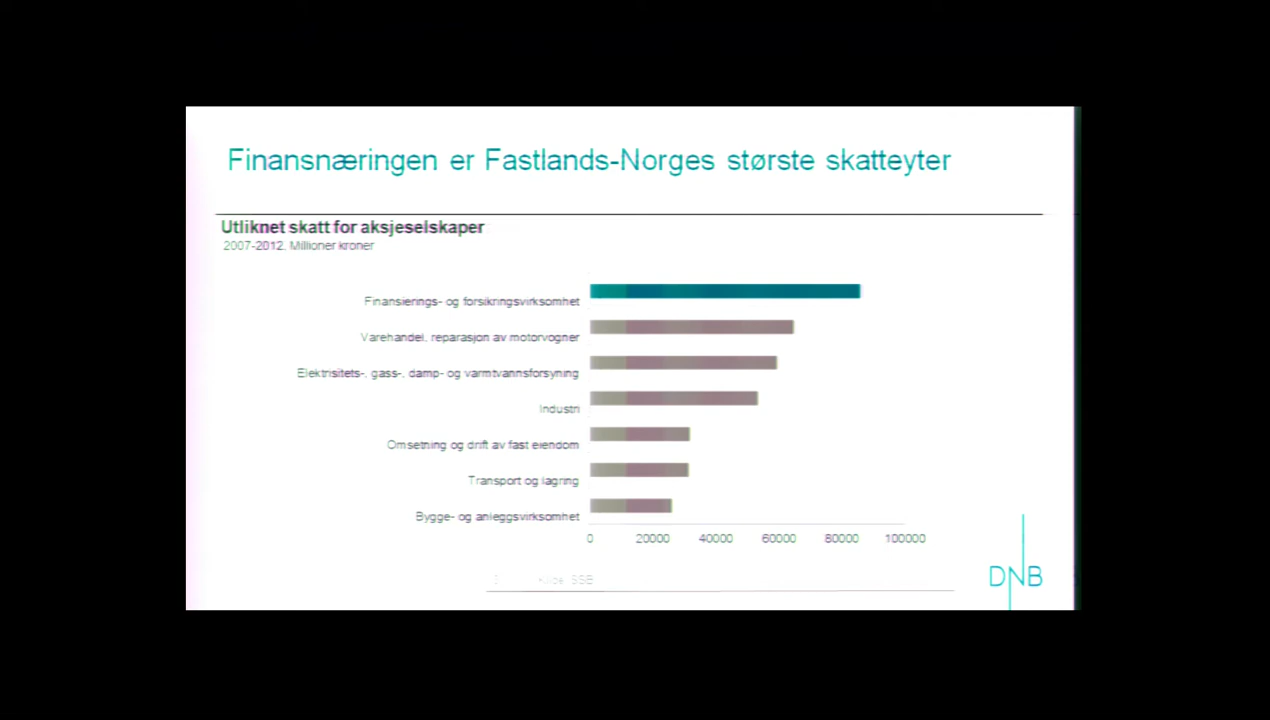 Finansnæringen er Fastlands-Norges største skatteyter
Utliknet skatt for aksjeselskaper
2007-2012. Millioner kroner
Finansierings- og forsikringsvirksomhet
Varehandel, reparasjon av motorvogner
Elektrisitets-, gass-, damp- og varmtvannsforsyning
Industri
Omsetning og drift av fast eiendom
Transport og lagring
Bygge- og anleggsvirksomhet
0 20000 40000 60000 80000 100000
Kilde: SSB
DNB